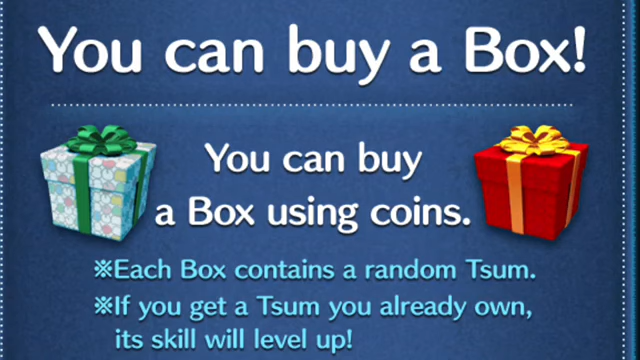 You can buy a Box!
You can buy
a Box using coins.
※Each Box contains a random Tsum.
※If you get a Tsum you already own,
its skill will level up!